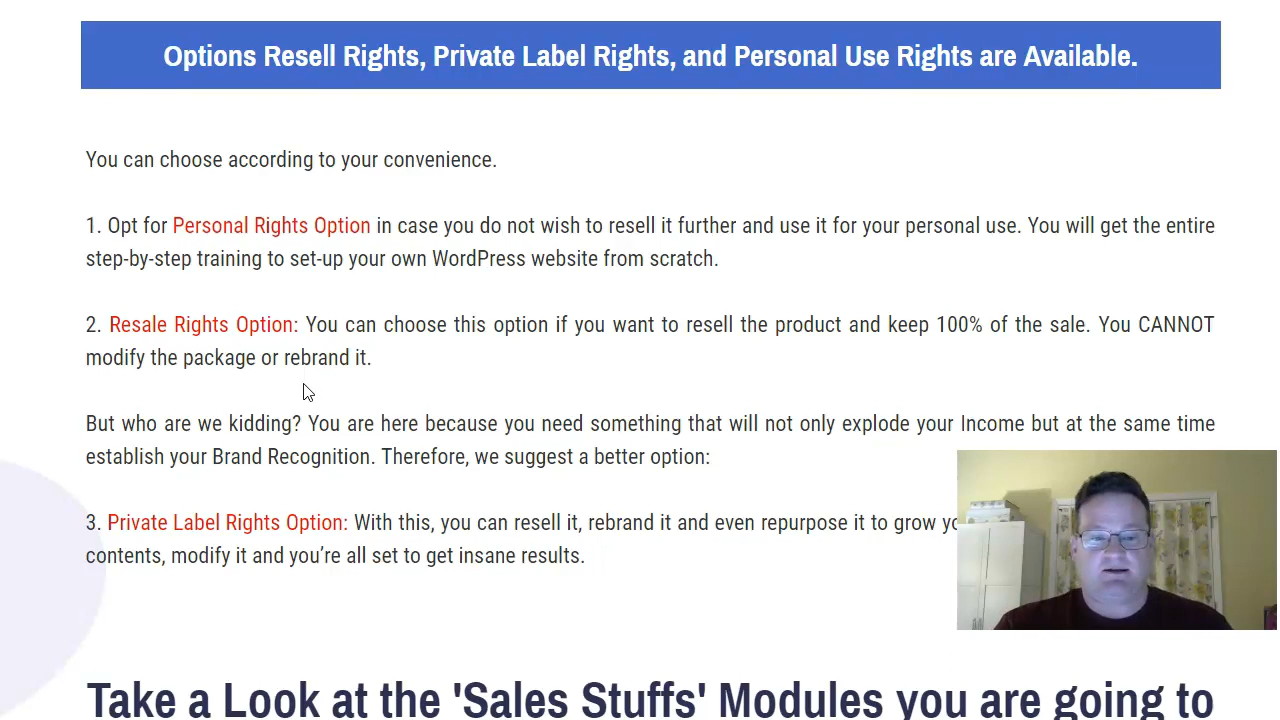 Options Resell Rights, Private Label Rights, and Personal Use Rights are Available.
You can choose according to your convenience.
1. Opt for Personal Rights Option in case you do not wish to resell it further and use it for your personal use. You will get the entire
step-by-step training to set-up your own WordPress website from scratch.
2. Resale Rights Option: You can choose this option if you want to resell the product and keep 100% of the sale. You CANNOT
modify the package or rebrand it.
But who are we kidding? You are here because you need something that will not only explode your Income but at the same time
establish your Brand Recognition. Therefore, we suggest a better option:
3. Private Label Rights Option: With this, you can resell it, rebrand it and even repurpose it to grow
contents, modify it and you’re all set to get insane results.
Take a Look at the 'Sales Stuffs' Modules you are going to